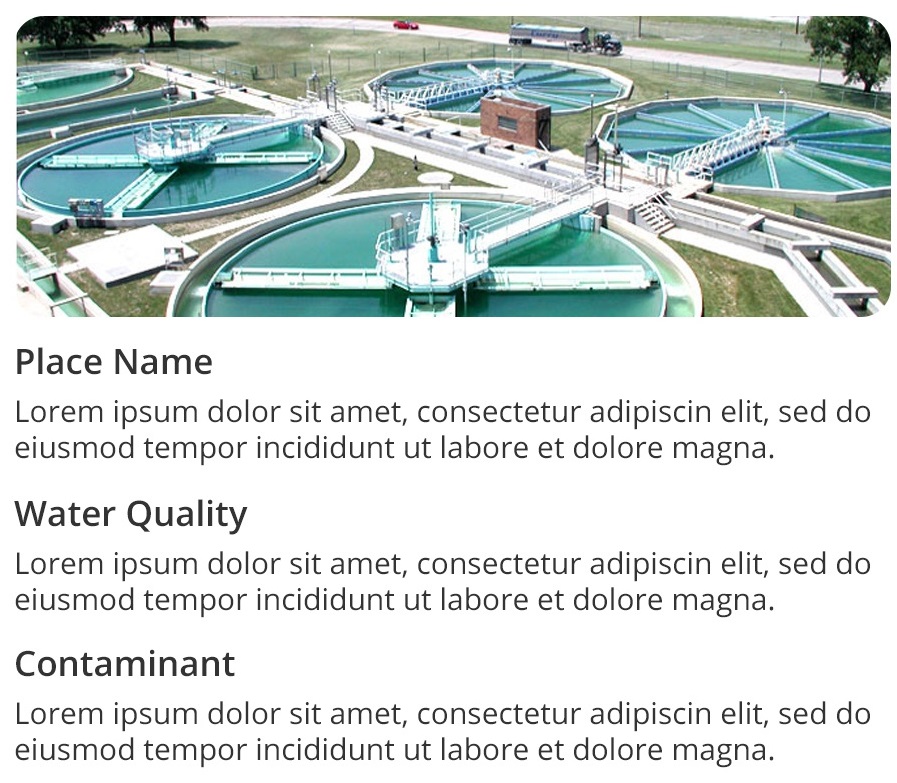 Place Name
Lorem ipsum dolor sit amet, consectetur adipiscin elit, sed do
eiusmod tempor incididunt ut labore et dolore magna.
Water Quality
Lorem ipsum dolor sit amet, consectetur adipiscin elit, sed do
eiusmod tempor incididunt ut labore et dolore magna.
Contaminant
Lorem ipsum dolor sit amet, consectetur adipiscin elit, sed do
eiusmod tempor incididunt ut labore et dolore magna.